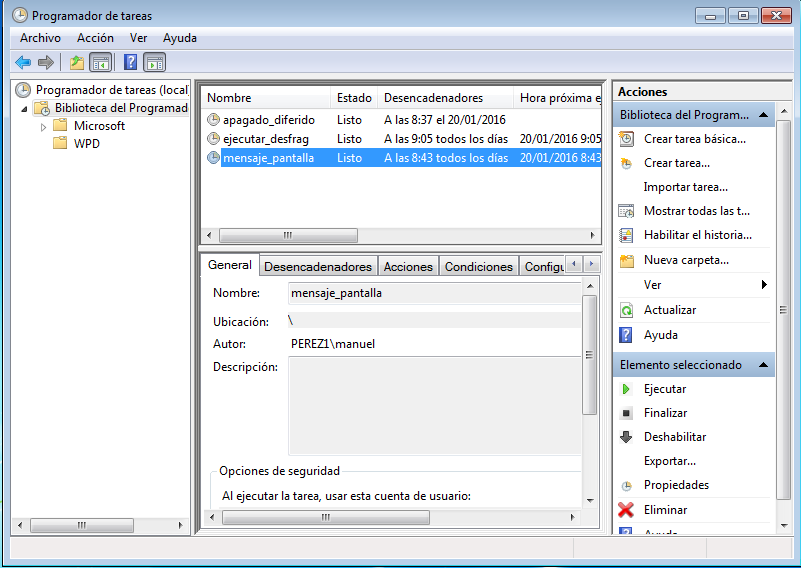 Programador de tareas
Archivo Acción Ver Ayuda
Programador de tareas (local)
Biblioteca del Programad
Microsoft
WPD
Nombre Estado Desencadenadores Hora próxima ej
apagado_diferido Listo A las 8:37 el 20/01/2016
ejecutar_desfrag Listo A las 9:05 todos los días 20/01/2016 9:05
mensaje_pantalla Listo A las 8:43 todos los días 20/01/2016 8:43
General Desencadenadores Acciones Condiciones Configu
Nombre: mensaje_pantalla
Ubicación: \
Autor: PEREZ1\manuel
Descripción:
Opciones de seguridad
Al ejecutar la tarea, usar esta cuenta de usuario:
Acciones
Biblioteca del Program...
Crear tarea básica...
Crear tarea...
Importar tarea...
Mostrar todas las t...
Habilitar el historia...
Nueva carpeta...
Ver
Actualizar
Ayuda
Elemento seleccionado
Ejecutar
Finalizar
Deshabilitar
Exportar...
Propiedades
Eliminar
Ayuda